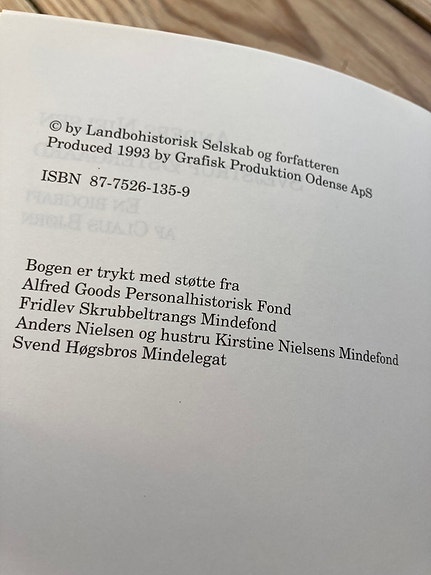 © by Landbohistorisk Selskab og forfatteren
Produced 1993 by Grafisk Produktion Odense ApS
ISBN 87-7526-135-9
Bogen er trykt med støtte fra
Alfred Goods Personalhistorisk Fond
Fridlev Skrubbeltrangs Mindefond
Anders Nielsen og hustru Kirstine Nielsens Mindefond
Svend Høgsbros Mindelegat